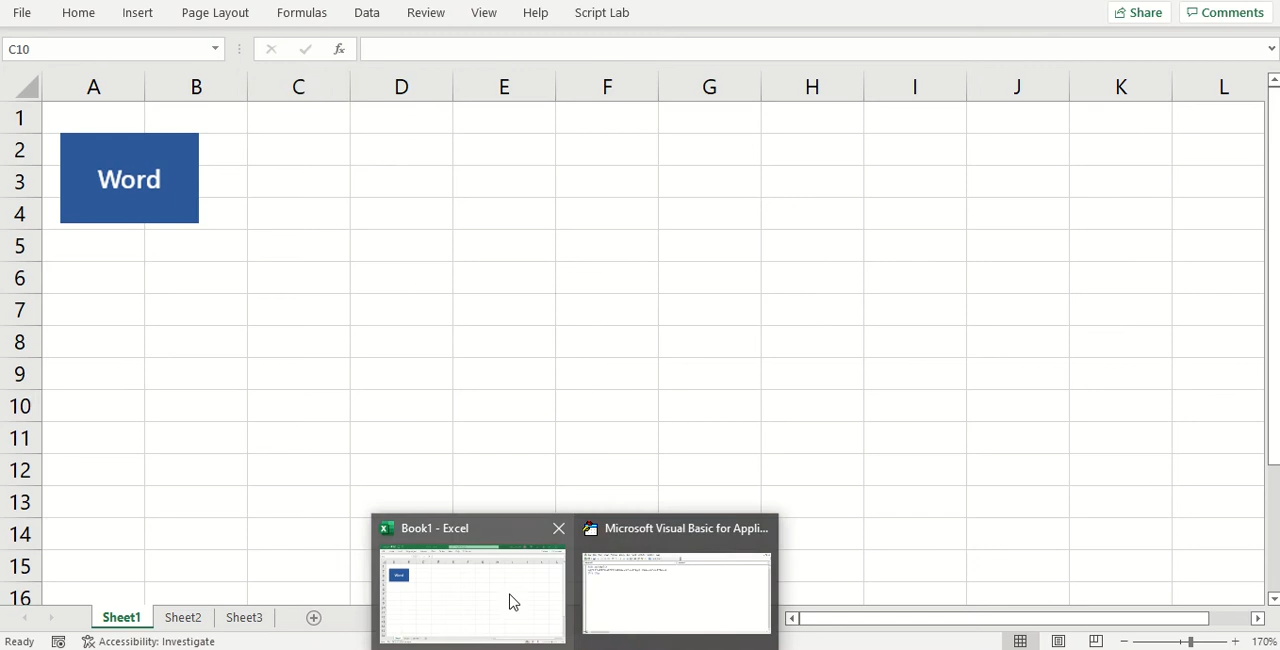 File Home Insert Page Layout Formulas Data Review View Help Script Lab Share Comments
C10 fx
A B C D E F G H I J K L
1
2
3
4
Word
5
6
7
8
9
10
11
12
13
14
15
16
Book1 - Excel Microsoft Visual Basic for Appli...
Sheet1 Sheet2 Sheet3
Ready Accessibility: Investigate 170%